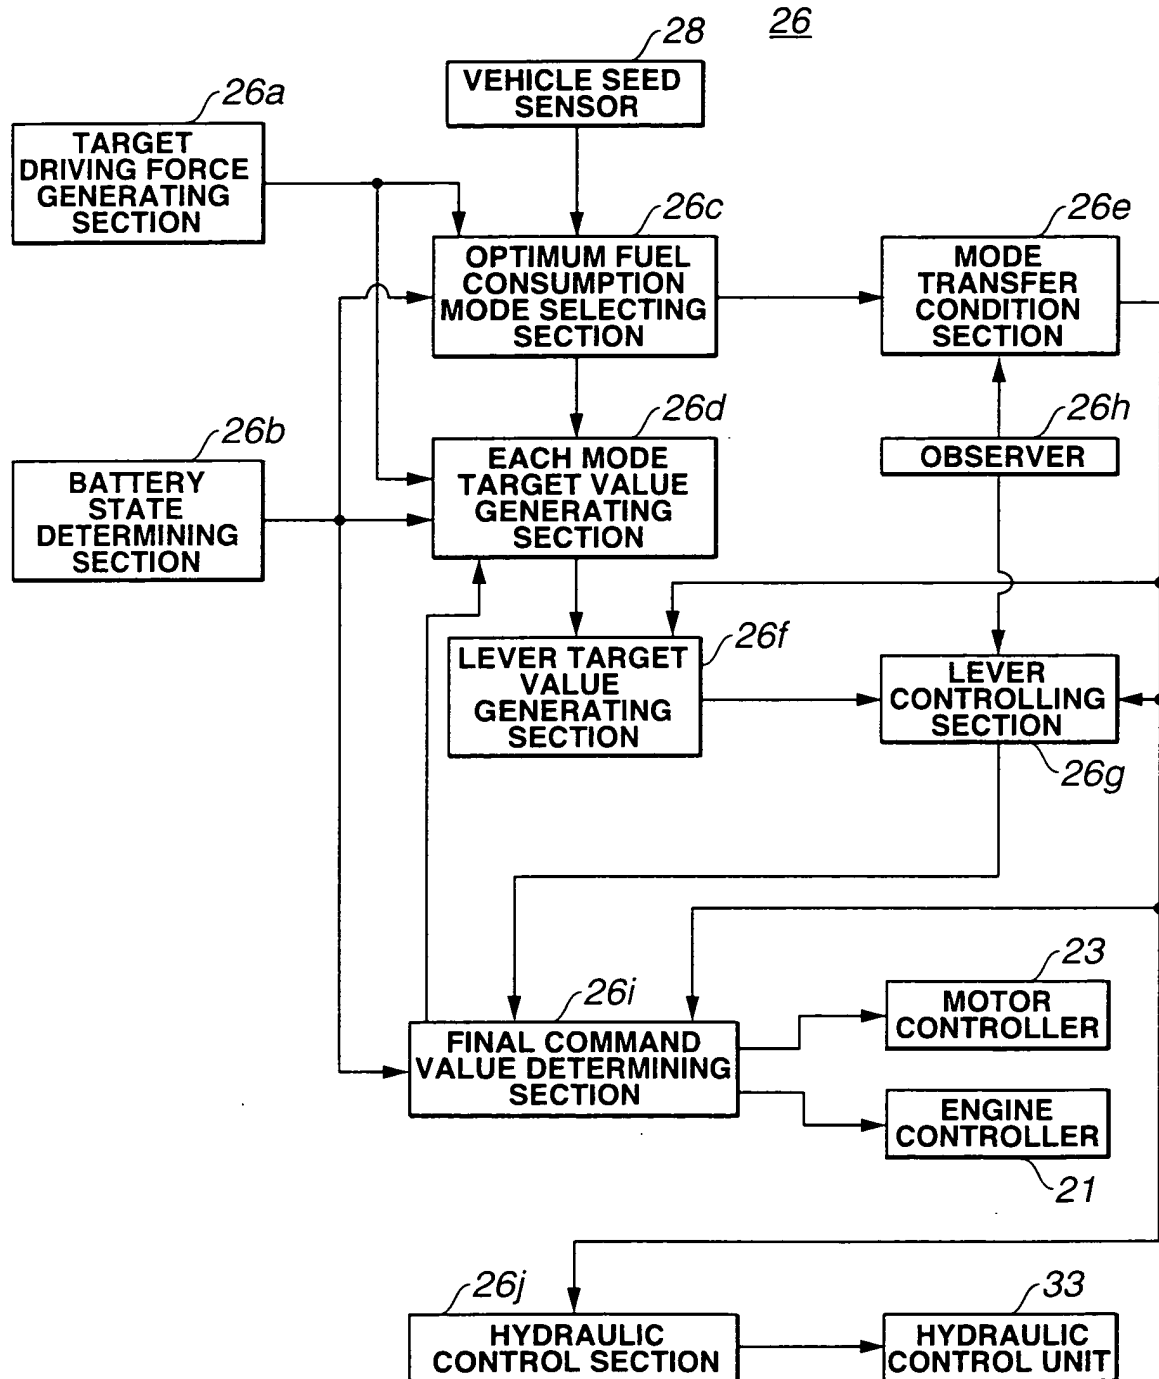 26
28
VEHICLE SEED
SENSOR
26a
TARGET
DRIVING FORCE
GENERATING
SECTION
26c
OPTIMUM FUEL
CONSUMPTION
MODE SELECTING
SECTION
26e
MODE
TRANSFER
CONDITION
SECTION
26b
BATTERY
STATE
DETERMINING
SECTION
26d
EACH MODE
TARGET VALUE
GENERATING
SECTION
26h
OBSERVER
26f
LEVER TARGET
VALUE
GENERATING
SECTION
LEVER
CONTROLLING
SECTION
26g
26i
FINAL COMMAND
VALUE DETERMINING
SECTION
23
MOTOR
CONTROLLER
ENGINE
CONTROLLER
21
26j
HYDRAULIC
CONTROL SECTION
33
HYDRAULIC
CONTROL UNIT